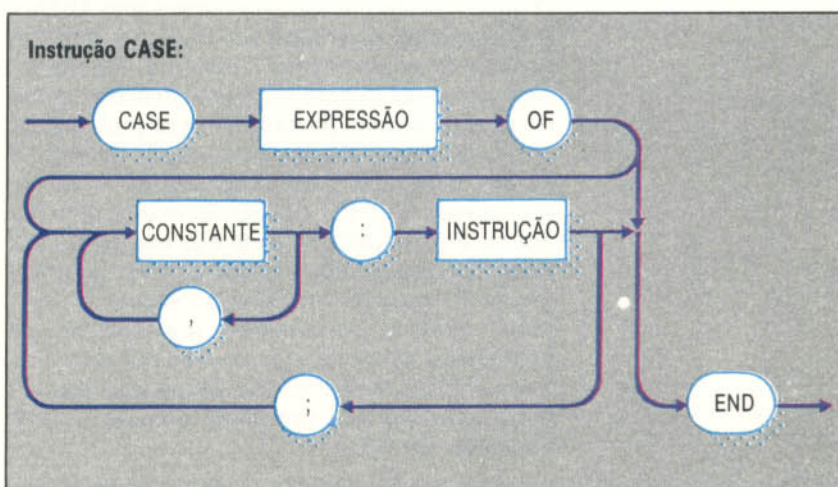 Instrução CASE:
CASE EXPRESSÃO OF
CONSTANTE : INSTRUÇÃO
,
;
END